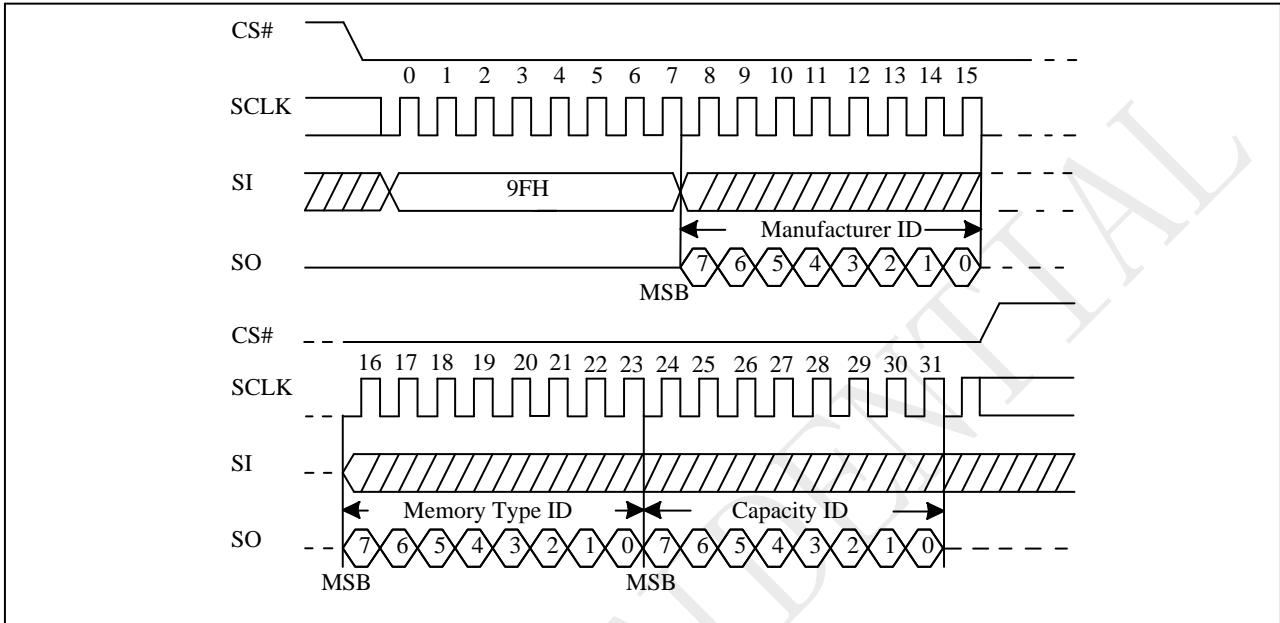 CS#
0 1 2 3 4 5 6 7 8 9 10 11 12 13 14 15
SCLK
SI
9FH
Manufacturer ID
SO
7 6 5 4 3 2 1 0
MSB
CS#
16 17 18 19 20 21 22 23 24 25 26 27 28 29 30 31
SCLK
SI
Memory Type ID Capacity ID
SO
7 6 5 4 3 2 1 0 7 6 5 4 3 2 1 0
MSB MSB
IDENTIAL